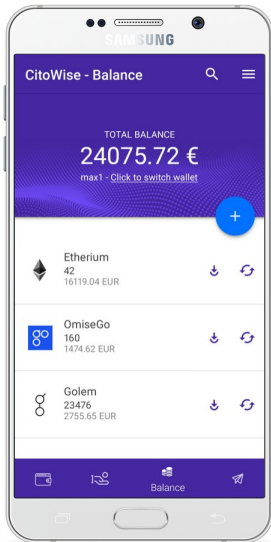 SAMSUNG
CitoWise - Balance
TOTAL BALANCE
24075.72 €
max1 - Click to switch wallet
+
Etherium
42
16119.04 EUR
OmiseGo
160
1474.62 EUR
Golem
23476
2755.65 EUR
Balance